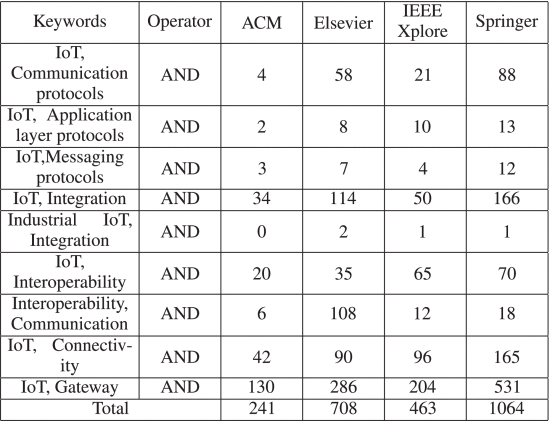 Keywords Operator ACM Elsevier IEEE Xplore Springer
IoT, Communication protocols AND 4 58 21 88
IoT, Application layer protocols AND 2 8 10 13
IoT,Messaging protocols AND 3 7 4 12
IoT, Integration AND 34 114 50 166
Industrial IoT, Integration AND 0 2 1 1
IoT, Interoperability AND 20 35 65 70
Interoperability, Communication AND 6 108 12 18
IoT, Connectiv-ity AND 42 90 96 165
IoT, Gateway AND 130 286 204 531
Total 241 708 463 1064